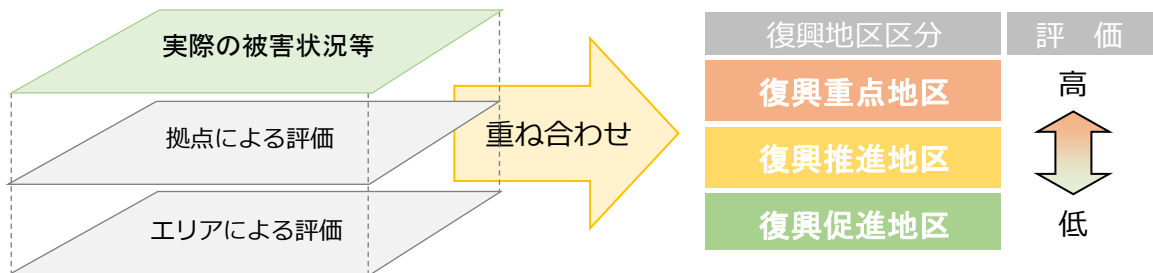 実際の被害状況等
拠点による評価
エリアによる評価
重ね合わせ
復興地区区分
評　価
復興重点地区
高
復興推進地区
復興促進地区
低